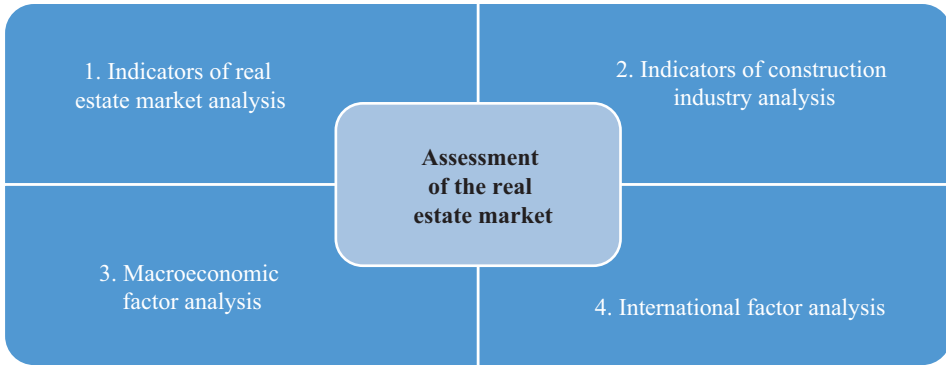 1. Indicators of real
estate market analysis
2. Indicators of construction
industry analysis
Assessment
of the real
estate market
3. Macroeconomic
factor analysis
4. International factor analysis